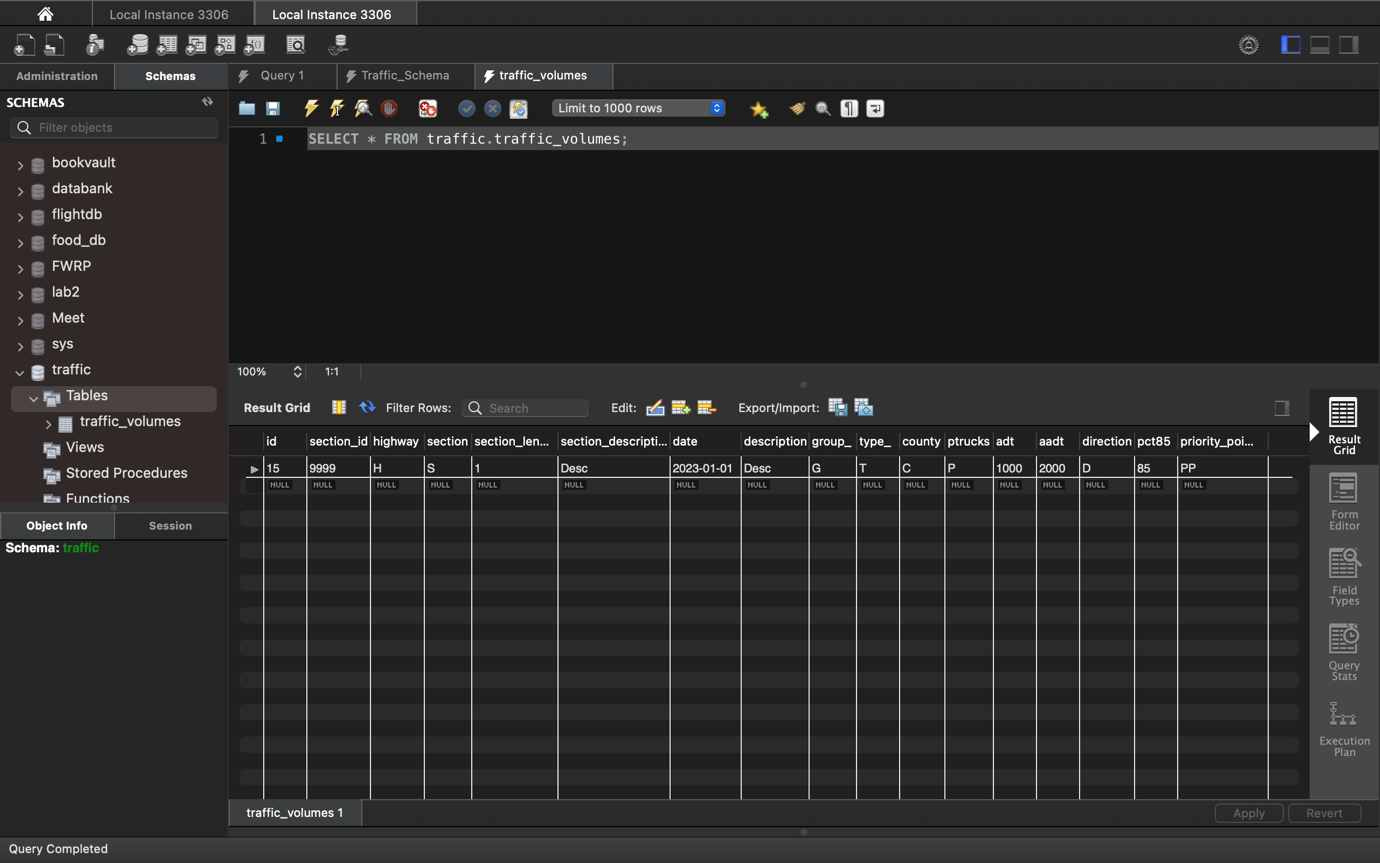 Local Instance 3306
Local Instance 3306
Administration
Schemas
Query 1
Traffic_Schema
traffic_volumes
SCHEMAS
Limit to 1000 rows
Filter objects
1
SELECT * FROM traffic.traffic_volumes;
bookvault
databank
flightdb
food_db
FWRP
lab2
Meet
sys
traffic
Tables
traffic_volumes
Views
Stored Procedures
Functions
100%
1:1
Result Grid
Filter Rows:
Search
Edit:
Export/Import:
id section_id highway section section_len... section_descripti... date description group_ type_ county ptrucks adt aadt direction pct85 priority_poi...
15 9999 H S 1 Desc 2023-01-01 Desc G T C P 1000 2000 D 85 PP
NULL NULL NULL NULL NULL NULL NULL NULL NULL NULL NULL NULL NULL NULL NULL NULL NULL
Result
Grid
Form
Editor
Field
Types
Query
Stats
Execution
Plan
Object Info
Session
Schema: traffic
traffic_volumes 1
Apply
Revert
Query Completed